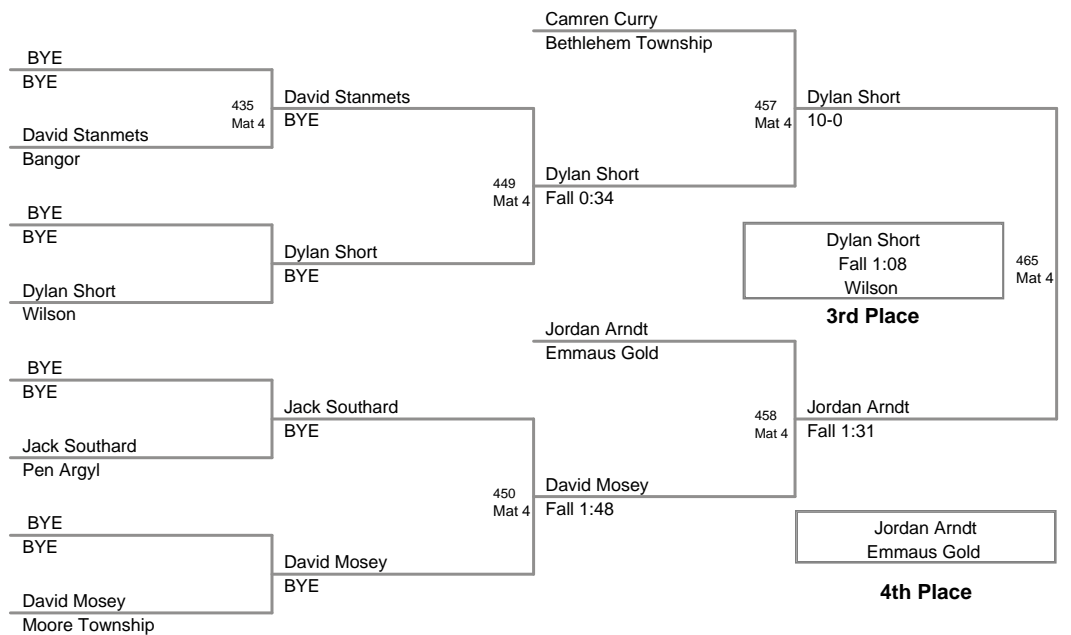 Camren Curry
Bethlehem Township
BYE
BYE
435
Mat 4
David Stanmets
BYE
457
Mat 4
Dylan Short
10-0
David Stanmets
Bangor
449
Mat 4
Dylan Short
Fall 0:34
BYE
BYE
Dylan Short
BYE
Dylan Short
Fall 1:08
Wilson
3rd Place
465
Mat 4
Dylan Short
Wilson
Jordan Arndt
Emmaus Gold
BYE
BYE
Jack Southard
BYE
458
Mat 4
Jordan Arndt
Fall 1:31
Jack Southard
Pen Argyl
450
Mat 4
David Mosey
Fall 1:48
BYE
BYE
David Mosey
BYE
Jordan Arndt
Emmaus Gold
4th Place
David Mosey
Moore Township